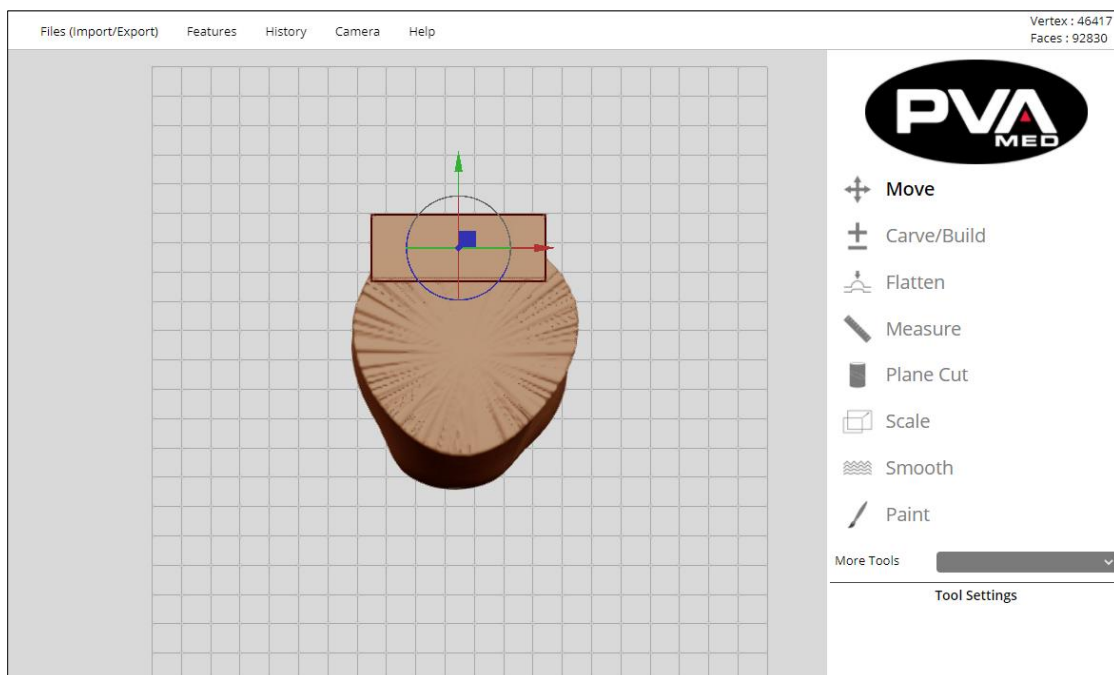 Files (Import/Export) Features History Camera Help
Vertex : 46417
Faces : 92830
PVA
MED
Move
Carve/Build
Flatten
Measure
Plane Cut
Scale
Smooth
Paint
More Tools
Tool Settings